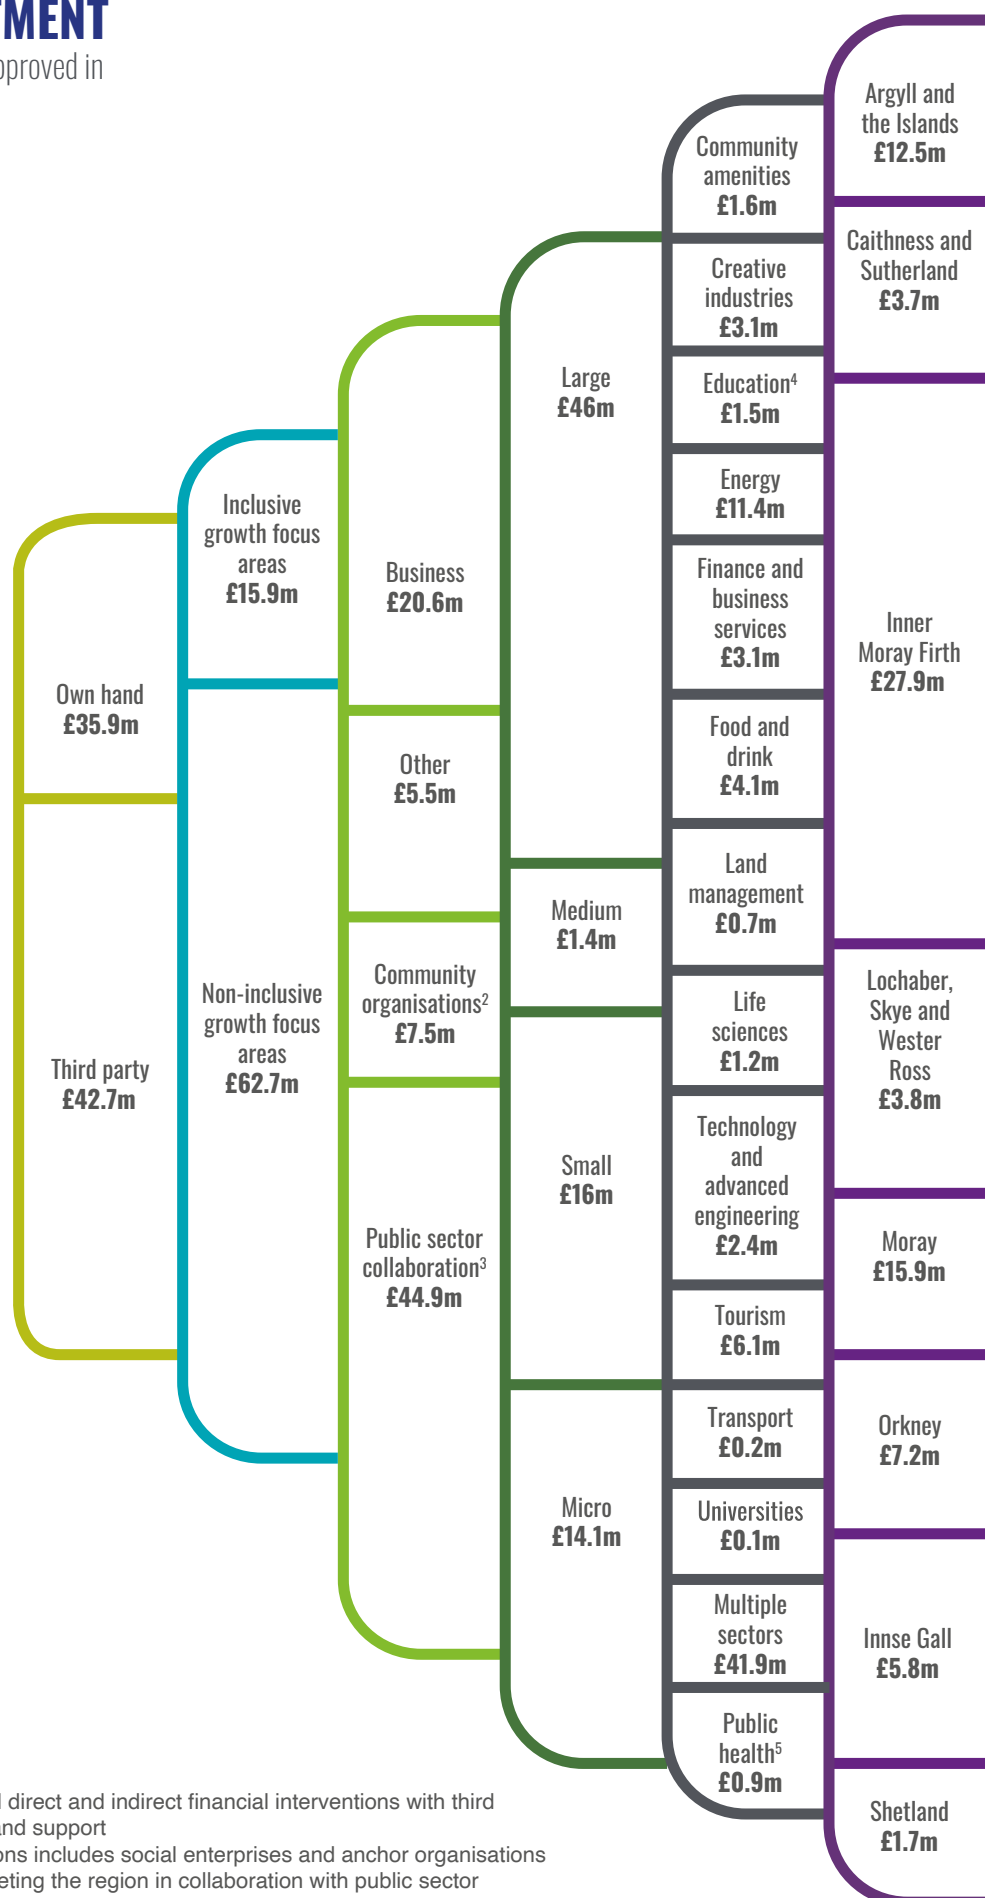 TMENT
pproved in
Own hand
£35.9m
Third party
£42.7m
Inclusive
growth focus
areas
£15.9m
Non-inclusive
growth focus
areas
£62.7m
Business
£20.6m
Other
£5.5m
Community
organisations²
£7.5m
Public sector
collaboration³
£44.9m
Large
£46m
Medium
£1.4m
Small
£16m
Micro
£14.1m
Community
amenities
£1.6m
Creative
industries
£3.1m
Education⁴
£1.5m
Energy
£11.4m
Finance and
business
services
£3.1m
Food and
drink
£4.1m
Land
management
£0.7m
Life
sciences
£1.2m
Technology
and
advanced
engineering
£2.4m
Tourism
£6.1m
Transport
£0.2m
Universities
£0.1m
Multiple
sectors
£41.9m
Public
health⁵
£0.9m
Argyll and
the Islands
£12.5m
Caithness and
Sutherland
£3.7m
Inner
Moray Firth
£27.9m
Lochaber,
Skye and
Wester
Ross
£3.8m
Moray
£15.9m
Orkney
£7.2m
Innse Gall
£5.8m
Shetland
£1.7m
direct and indirect financial interventions with third
and support
ons includes social enterprises and anchor organisations
eting the region in collaboration with public sector